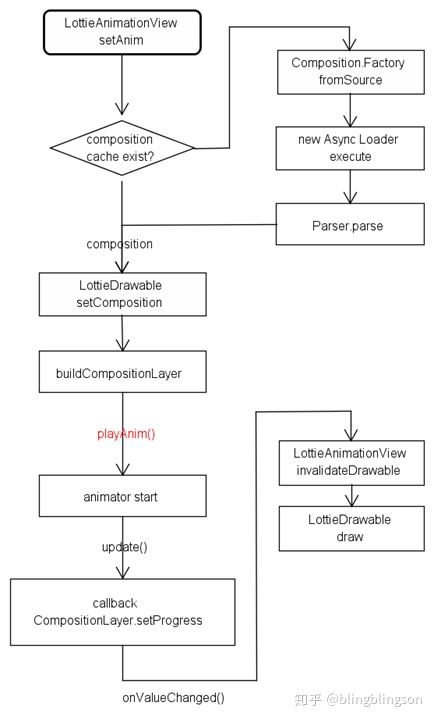 LottieAnimationView
setAnim
Composition.Factory
fromSource
composition
cache exist?
new Async Loader
execute
Parser.parse
composition
LottieDrawable
setComposition
buildCompositionLayer
playAnim()
LottieAnimationView
invalidateDrawable
animator start
LottieDrawable
draw
update()
callback
CompositionLayer.setProgress
onValueChanged()
知乎 @blingblingson